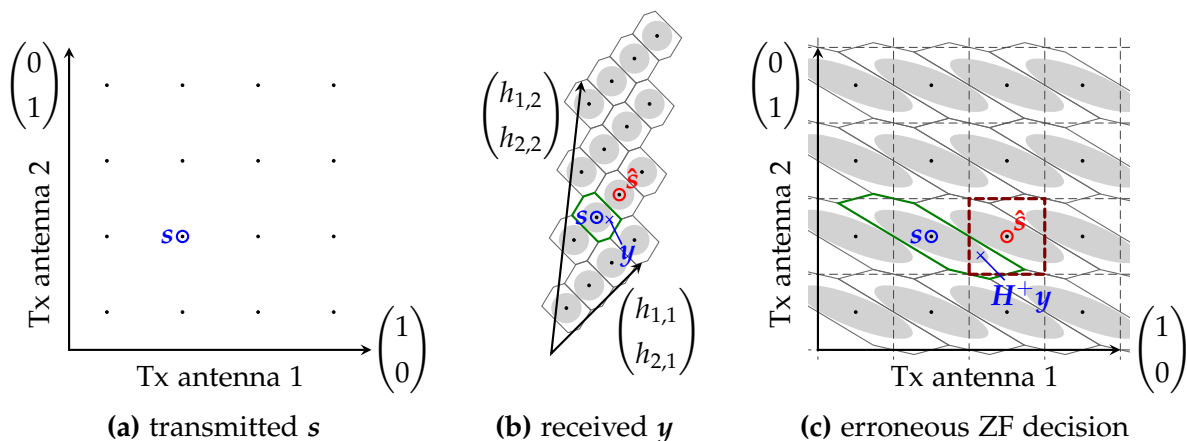 (0
1)
Tx antenna 2
s
(1
0)
Tx antenna 1
(a) transmitted s
(h1,2
h2,2)
ŝ
s
y
(h1,1
h2,1)
(b) received y
(0
1)
Tx antenna 2
s
ŝ
H⁺y
(1
0)
Tx antenna 1
(c) erroneous ZF decision